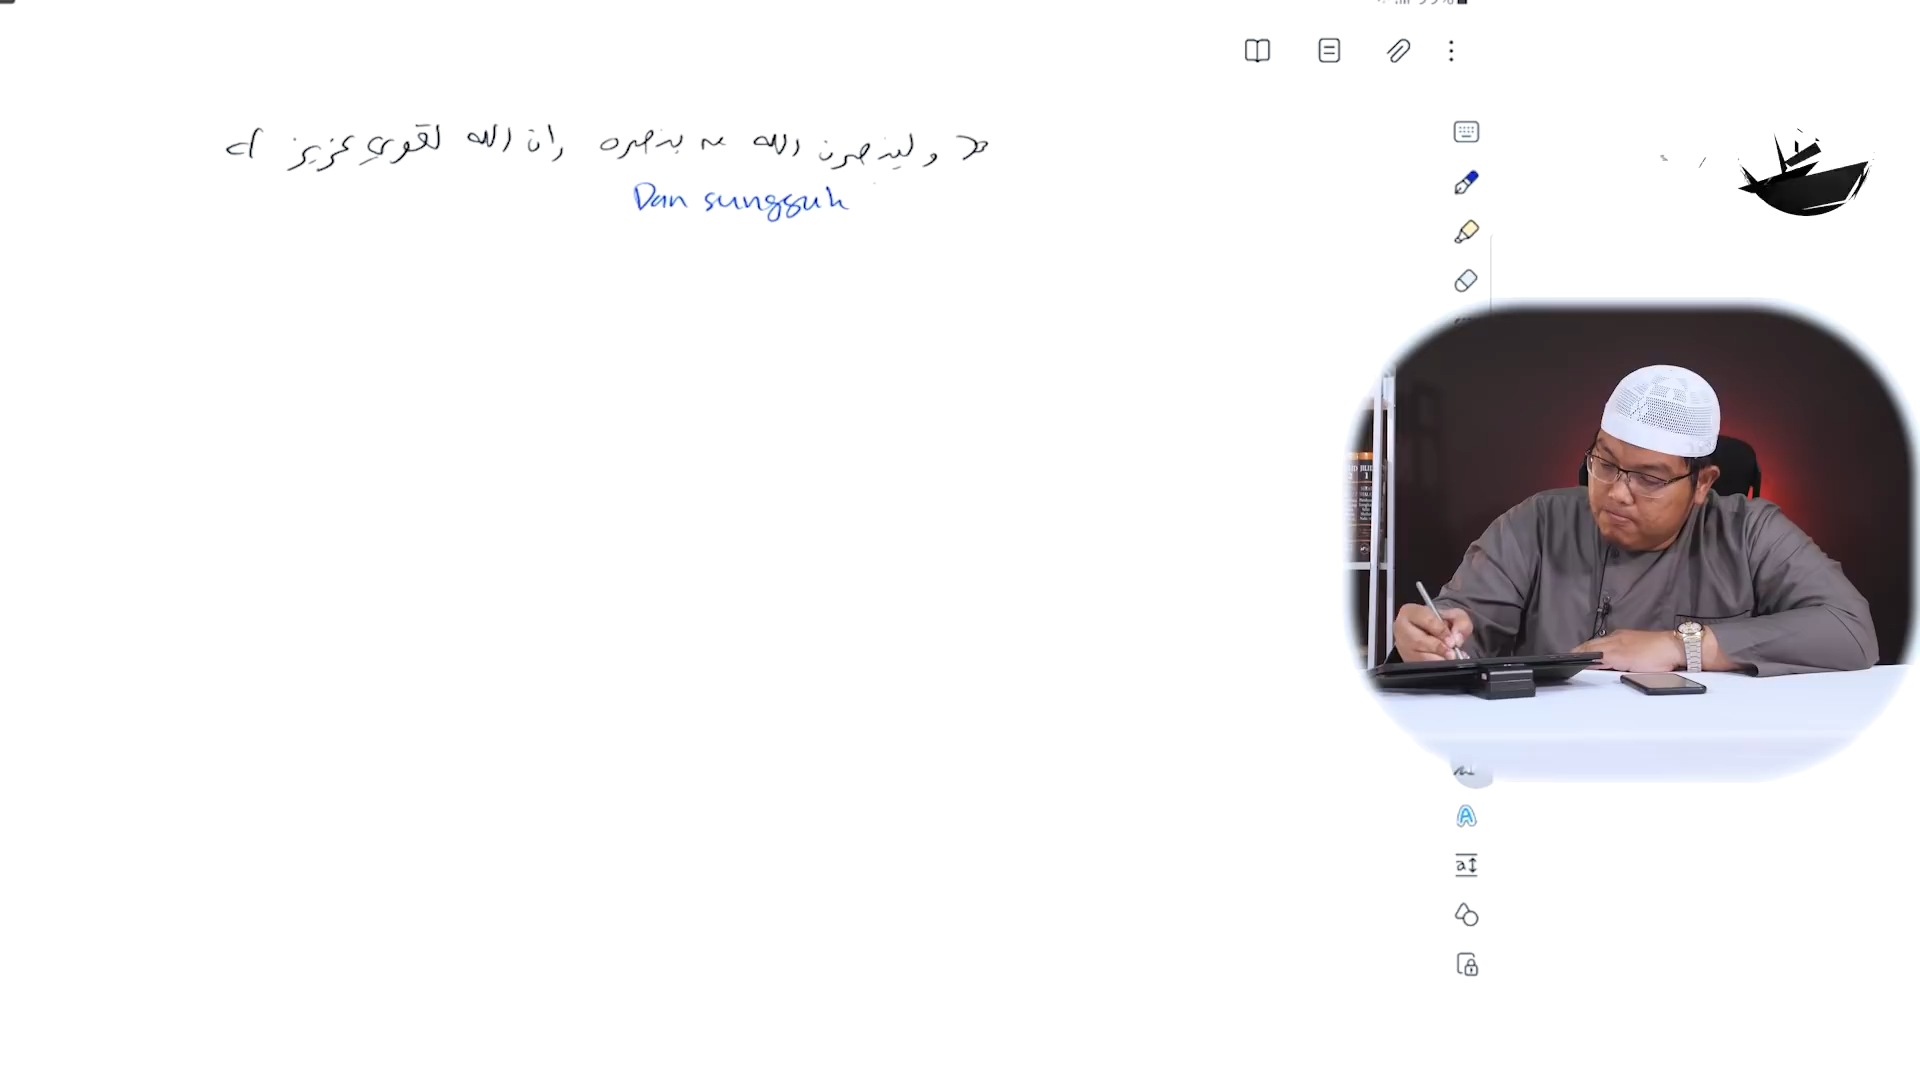 ﴿ ولينصرن الله من ينصره إن الله لقوي عزيز ﴾
Dan sungguh